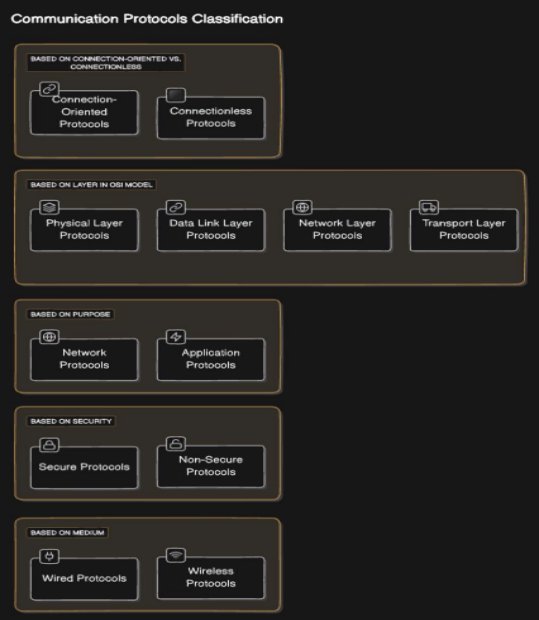 Communication Protocols Classification
BASED ON CONNECTION-ORIENTED VS.
CONNECTIONLESS
Connection-
Oriented
Protocols
Connectionless
Protocols
BASED ON LAYER IN OSI MODEL
Physical Layer
Protocols
Data Link Layer
Protocols
Network Layer
Protocols
Transport Layer
Protocols
BASED ON PURPOSE
Network
Protocols
Application
Protocols
BASED ON SECURITY
Secure Protocols
Non-Secure
Protocols
BASED ON MEDIUM
Wired Protocols
Wireless
Protocols